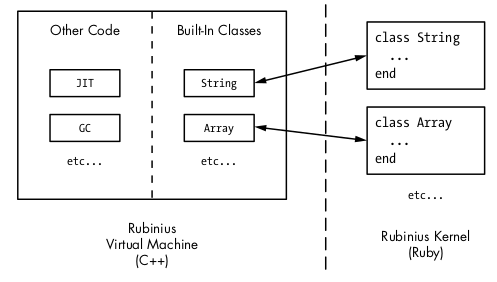 Other Code
JIT
GC
etc...
Built-In Classes
String
Array
etc...
Rubinius
Virtual Machine
(C++)
class String
...
end
class Array
...
end
etc...
Rubinius Kernel
(Ruby)